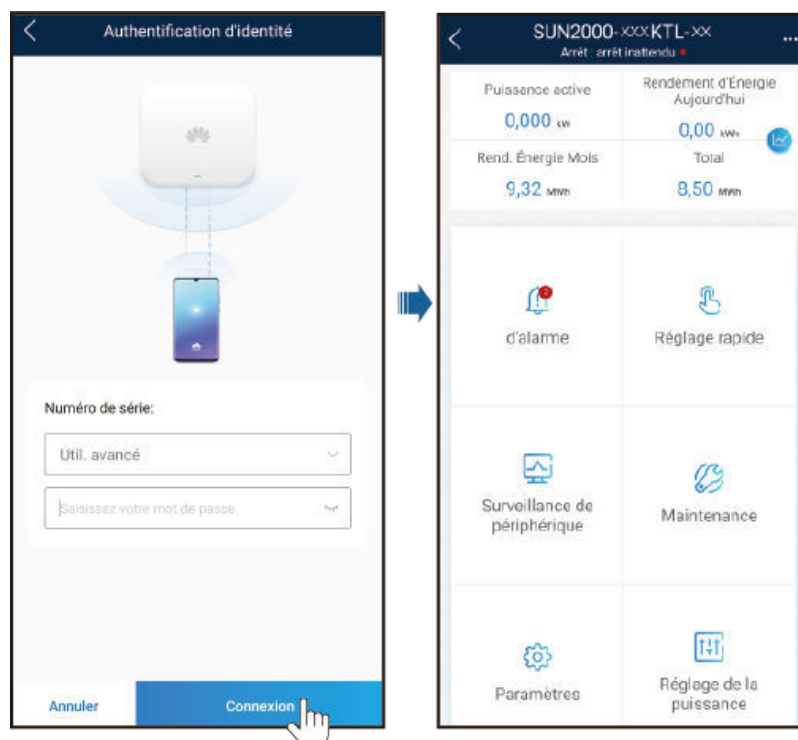 Authentification d'identité
Numéro de série:
Util. avancé
Saisissez votre mot de passe.
Annuler
Connexion
SUN2000-×××KTL-××
Arrêt : arrêt inattendu
...
Puissance active
0,000 kW
Rendement d'Énergie
Aujourd'hui
0,00 kWh
Rend. Énergie Mois
9,32 MWh
Total
8,50 MWh
d'alarme
Réglage rapide
Surveillance de
périphérique
Maintenance
Paramètres
Réglage de la
puissance